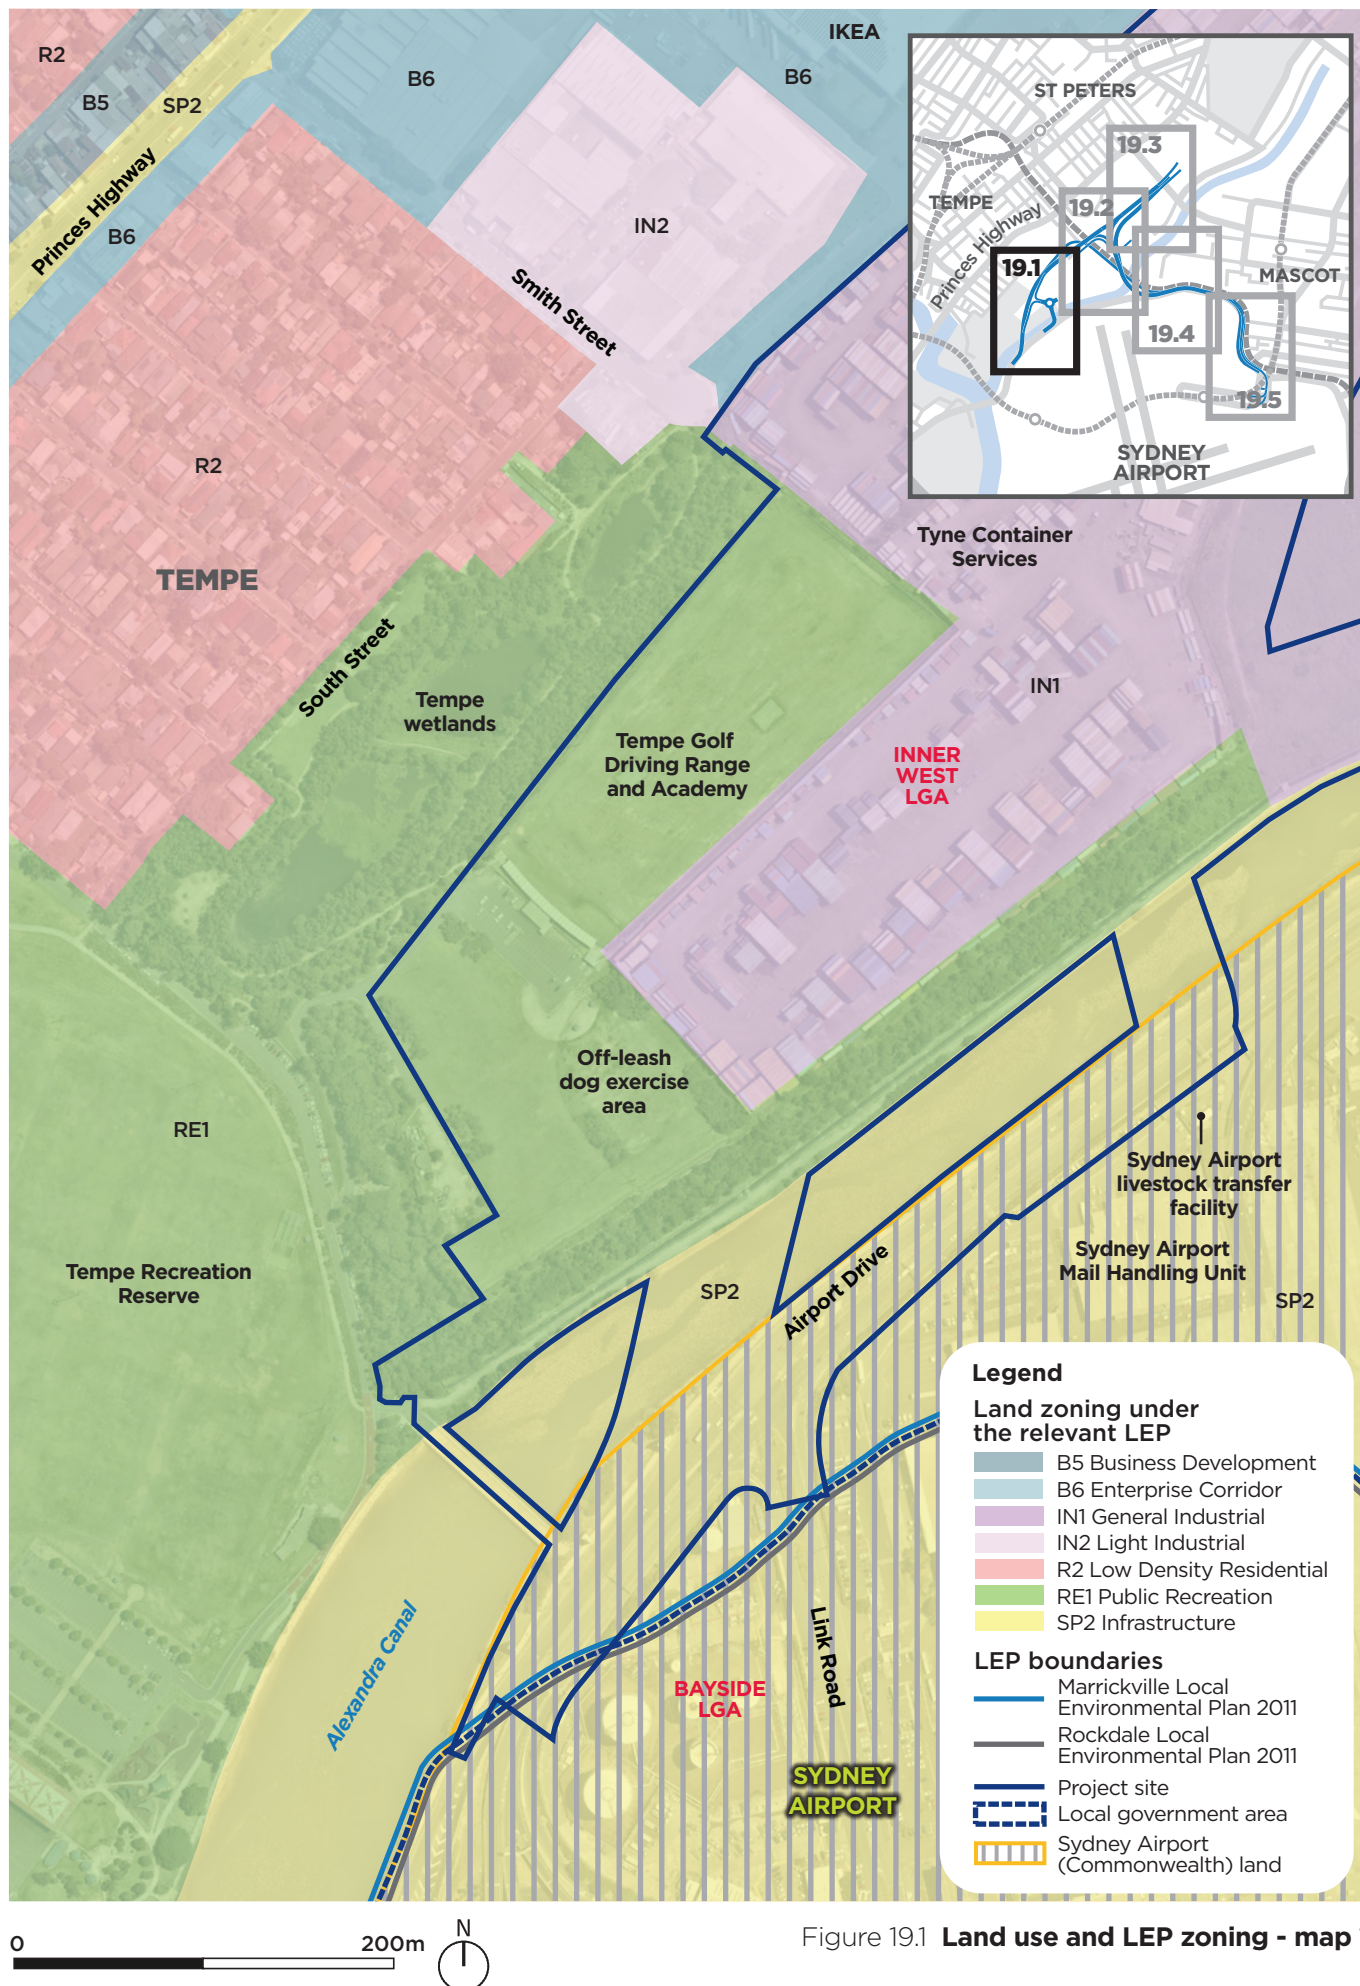 R2
B5
SP2
B6
IKEA
B6
Princes Highway
B6
IN2
Smith Street
R2
TEMPE
South Street
Tempe
wetlands
Tempe Golf
Driving Range
and Academy
Tyne Container
Services
IN1
INNER
WEST
LGA
Off-leash
dog exercise
area
RE1
Tempe Recreation
Reserve
SP2
Airport Drive
Sydney Airport
livestock transfer
facility
Sydney Airport
Mail Handling Unit
SP2
Alexandra Canal
Link Road
BAYSIDE
LGA
SYDNEY
AIRPORT
ST PETERS
19.3
TEMPE
19.2
Princes Highway
19.1
MASCOT
19.4
19.5
SYDNEY
AIRPORT
Legend
Land zoning under
the relevant LEP
B5 Business Development
B6 Enterprise Corridor
IN1 General Industrial
IN2 Light Industrial
R2 Low Density Residential
RE1 Public Recreation
SP2 Infrastructure
LEP boundaries
Marrickville Local
Environmental Plan 2011
Rockdale Local
Environmental Plan 2011
Project site
Local government area
Sydney Airport
(Commonwealth) land
0 200m
N
Figure 19.1 Land use and LEP zoning - map